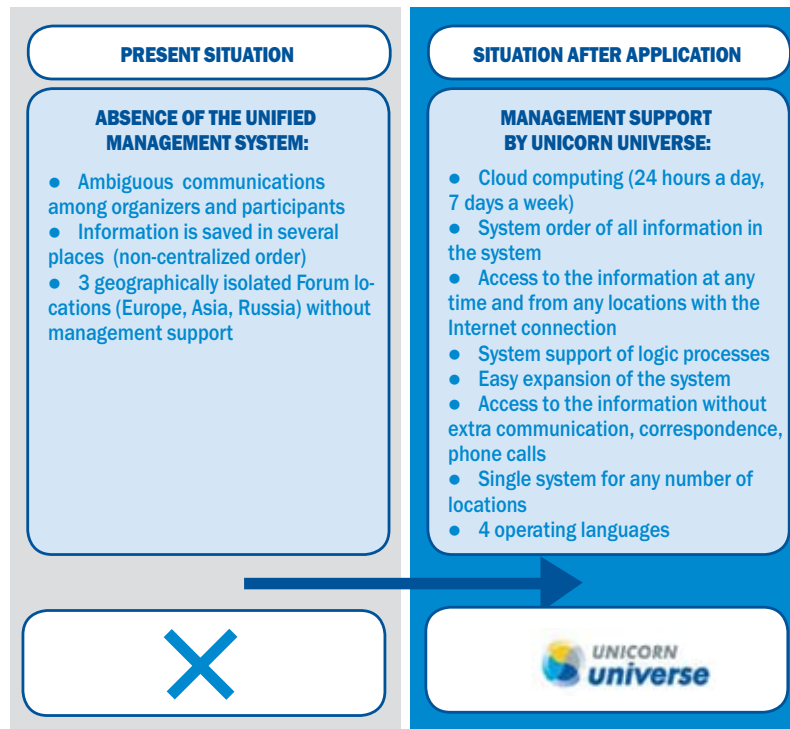 PRESENT SITUATION
ABSENCE OF THE UNIFIED
MANAGEMENT SYSTEM:
● Ambiguous communications
among organizers and participants
● Information is saved in several
places (non-centralized order)
● 3 geographically isolated Forum lo-
cations (Europe, Asia, Russia) without
management support
SITUATION AFTER APPLICATION
MANAGEMENT SUPPORT
BY UNICORN UNIVERSE:
● Cloud computing (24 hours a day,
7 days a week)
● System order of all information in
the system
● Access to the information at any
time and from any locations with the
Internet connection
● System support of logic processes
● Easy expansion of the system
● Access to the information without
extra communication, correspondence,
phone calls
● Single system for any number of
locations
● 4 operating languages
UNICORN
universe